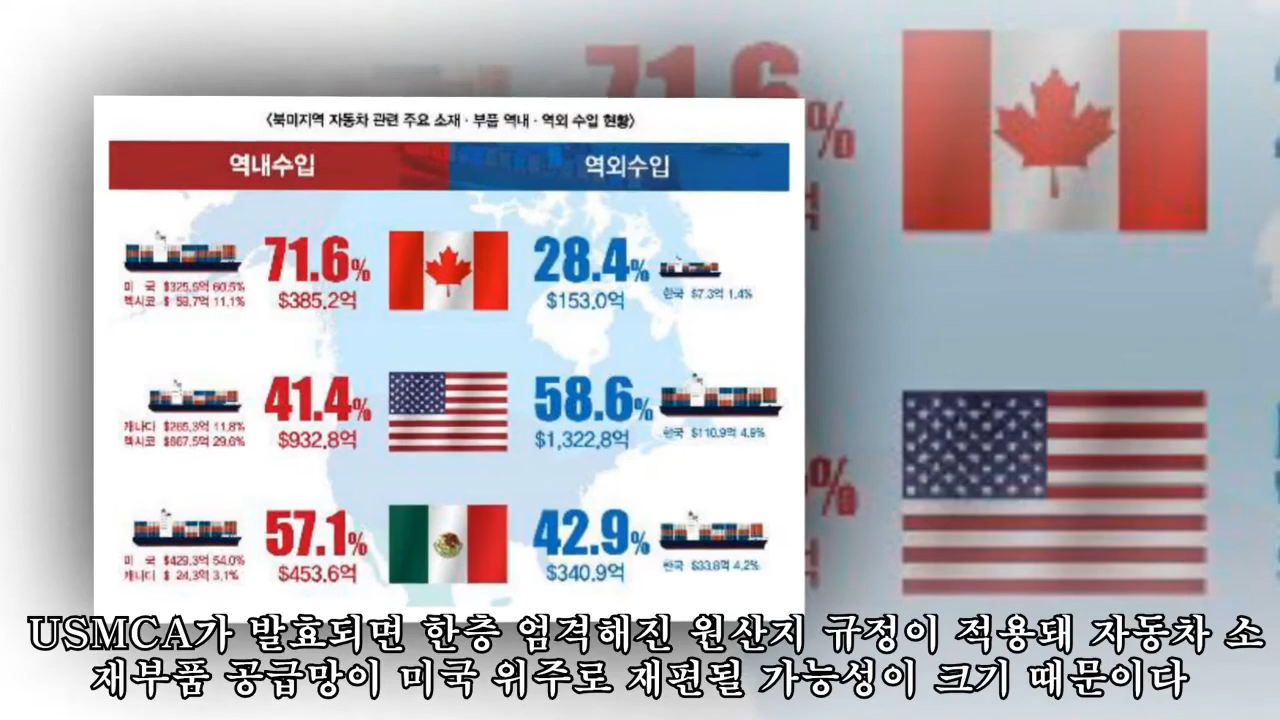 <북미지역 자동차 관련 주요 소재 · 부품 역내 · 역외 수입 현황>
역내수입
역외수입
71.6%
$385.2억
미 국 $325.5억 60.5%
멕시코 $ 59.7억 11.1%
28.4%
$153.0억
한국 $7.3억 1.4%
41.4%
$932.8억
캐나다 $265.3억 11.8%
멕시코 $667.5억 29.6%
58.6%
$1,322.8억
한국 $110.9억 4.9%
57.1%
$453.6억
미 국 $429.3억 54.0%
캐나다 $ 24.3억 3.1%
42.9%
$340.9억
한국 $33.8억 4.2%
71.6
%
%
USMCA가 발효되면 한층 엄격해진 원산지 규정이 적용돼 자동차 소
재부품 공급망이 미국 위주로 재편될 가능성이 크기 때문이다